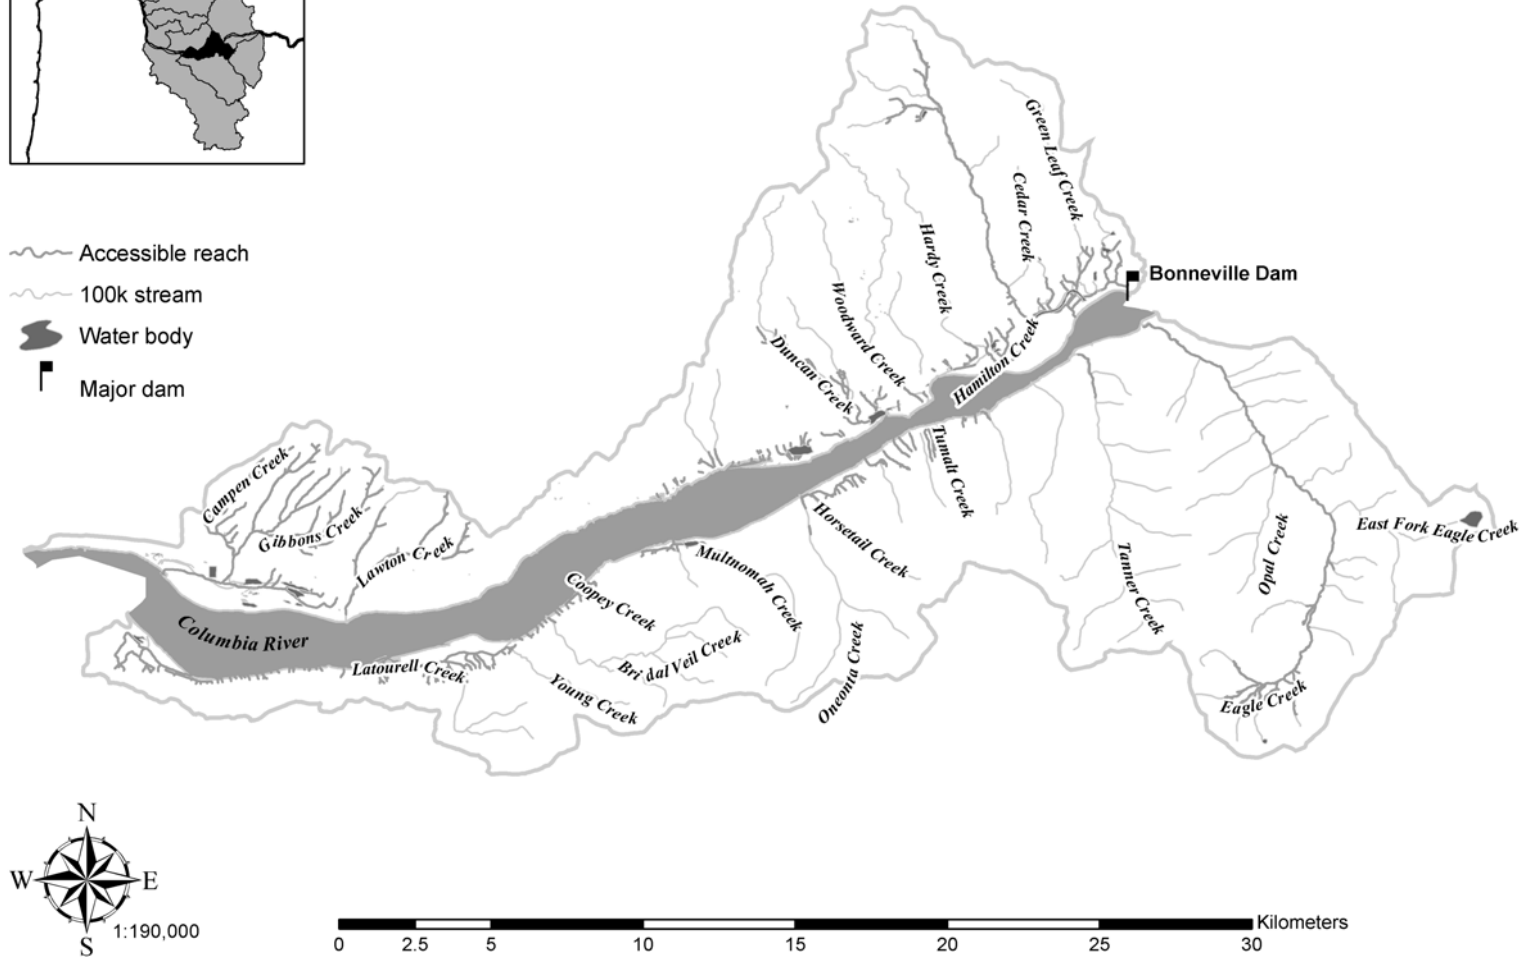 Accessible reach
100k stream
Water body
Major dam
Bonneville Dam
Green Leaf Creek
Cedar Creek
Hardy Creek
Woodward Creek
Duncan Creek
Hamilton Creek
Tumalt Creek
Campen Creek
Gibbons Creek
Lawton Creek
Horsetail Creek
Multnomah Creek
Coopey Creek
Columbia River
Latourell Creek
Bridal Veil Creek
Young Creek
Oneonta Creek
Tanner Creek
Opal Creek
East Fork Eagle Creek
Eagle Creek
N
W E
S
1:190,000
Kilometers
0 2.5 5 10 15 20 25 30